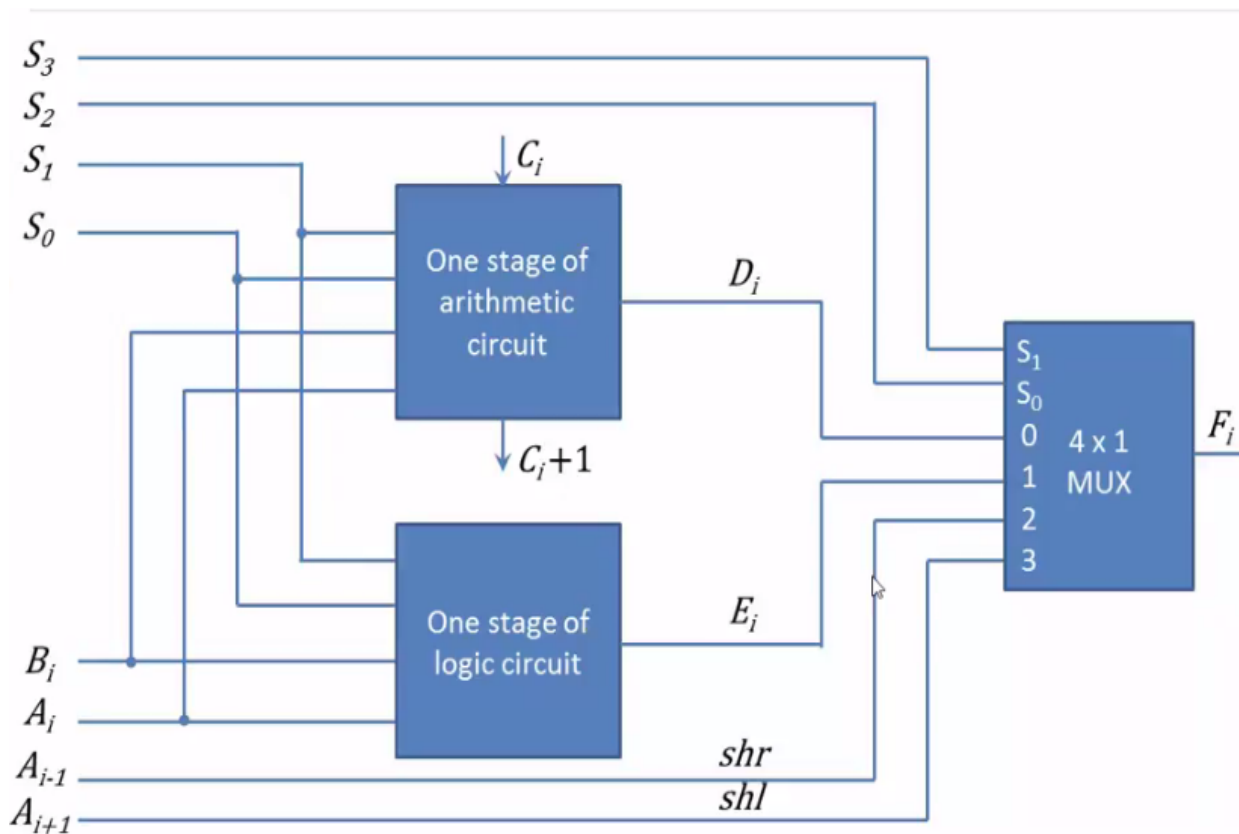 S₃
S₂
S₁
S₀
Cᵢ
One stage of
arithmetic
circuit
Dᵢ
Cᵢ+1
S₁
S₀
0
1
2
3
4 x 1
MUX
Fᵢ
One stage of
logic circuit
Eᵢ
Bᵢ
Aᵢ
Aᵢ₋₁
shr
Aᵢ₊₁
shl